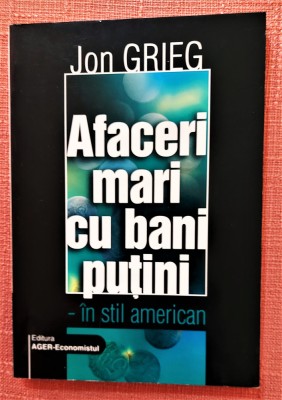 Jon GRIEG
Afaceri
mari
cu bani
puțini
- în stil american
Editura
AGER-Economistul